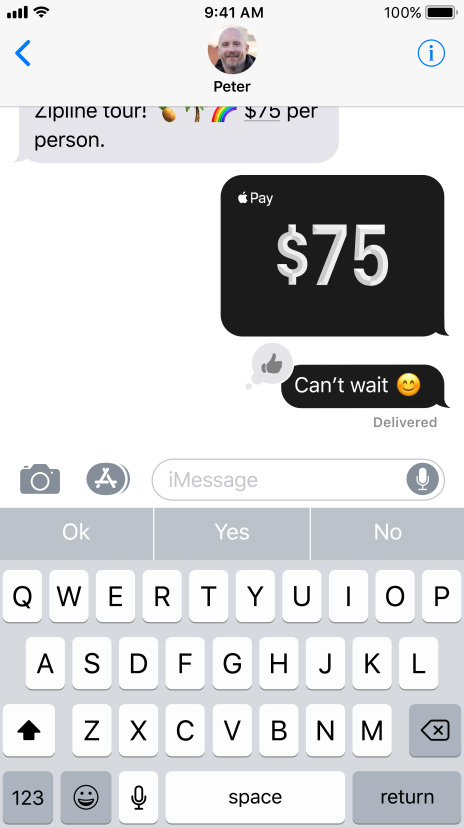 9:41 AM
100%
Peter
Zipline tour! 🍍🌴🌈 $75 per
person.
Pay
$75
Can't wait 😊
Delivered
iMessage
Ok Yes No
Q W E R T Y U I O P
A S D F G H J K L
Z X C V B N M
123 space return